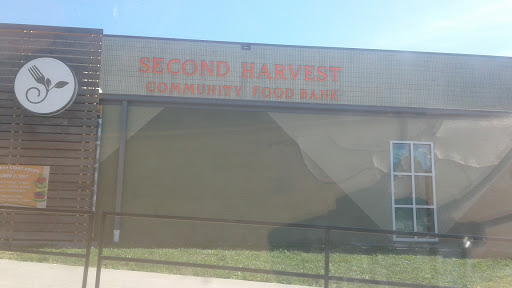 SECOND HARVEST
COMMUNITY FOOD BANK